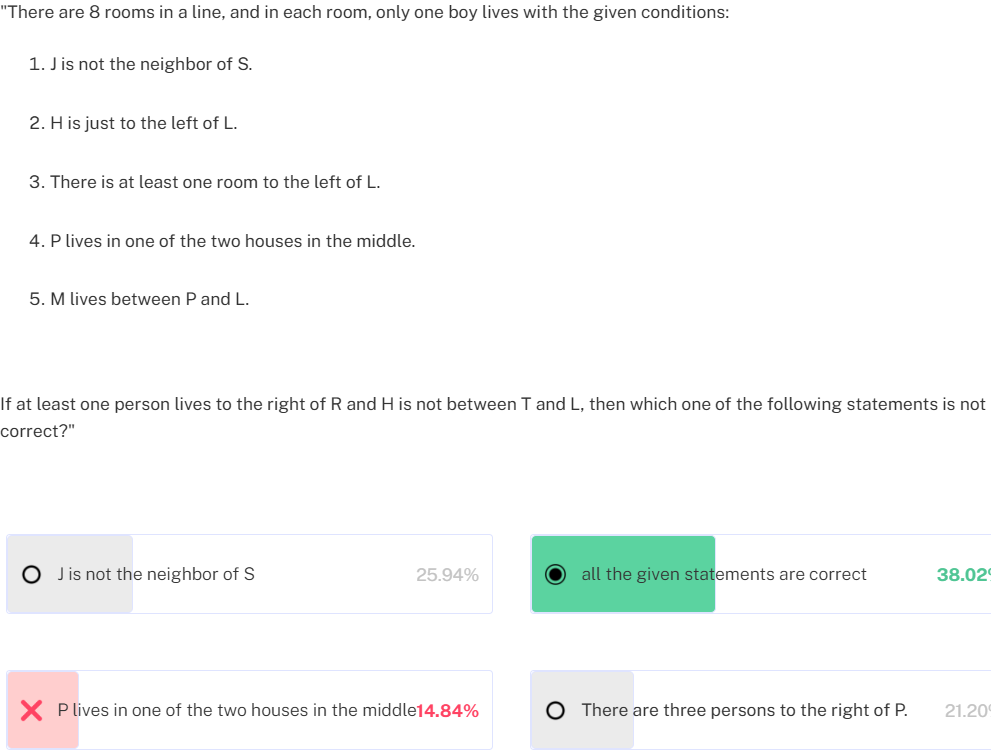 "There are 8 rooms in a line, and in each room, only one boy lives with the given conditions:
1. J is not the neighbor of S.
2. H is just to the left of L.
3. There is at least one room to the left of L.
4. P lives in one of the two houses in the middle.
5. M lives between P and L.
If at least one person lives to the right of R and H is not between T and L, then which one of the following statements is not
correct?"
J is not the neighbor of S 25.94%
all the given statements are correct 38.02%
P lives in one of the two houses in the middle 14.84%
There are three persons to the right of P. 21.20